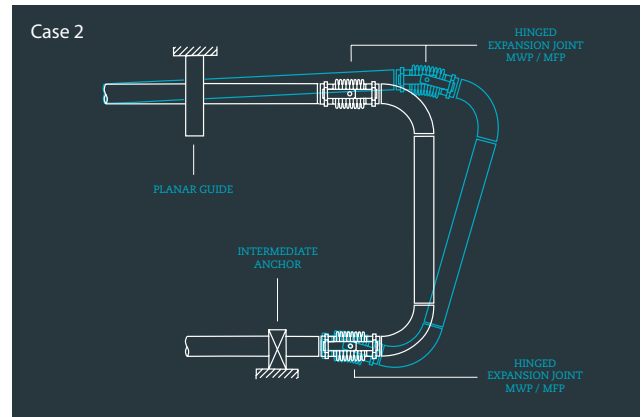 Case 2
HINGED
EXPANSION JOINT
MWP / MFP
PLANAR GUIDE
INTERMEDIATE
ANCHOR
HINGED
EXPANSION JOINT
MWP / MFP